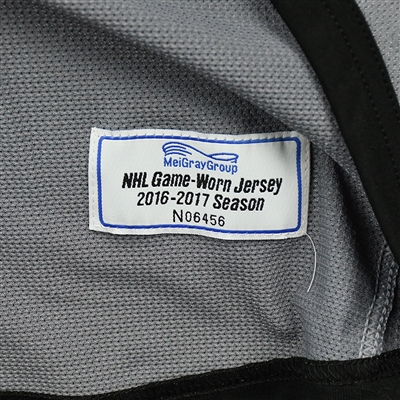 MeiGrayGroup
NHL Game-Worn Jersey
2016-2017 Season
N06456